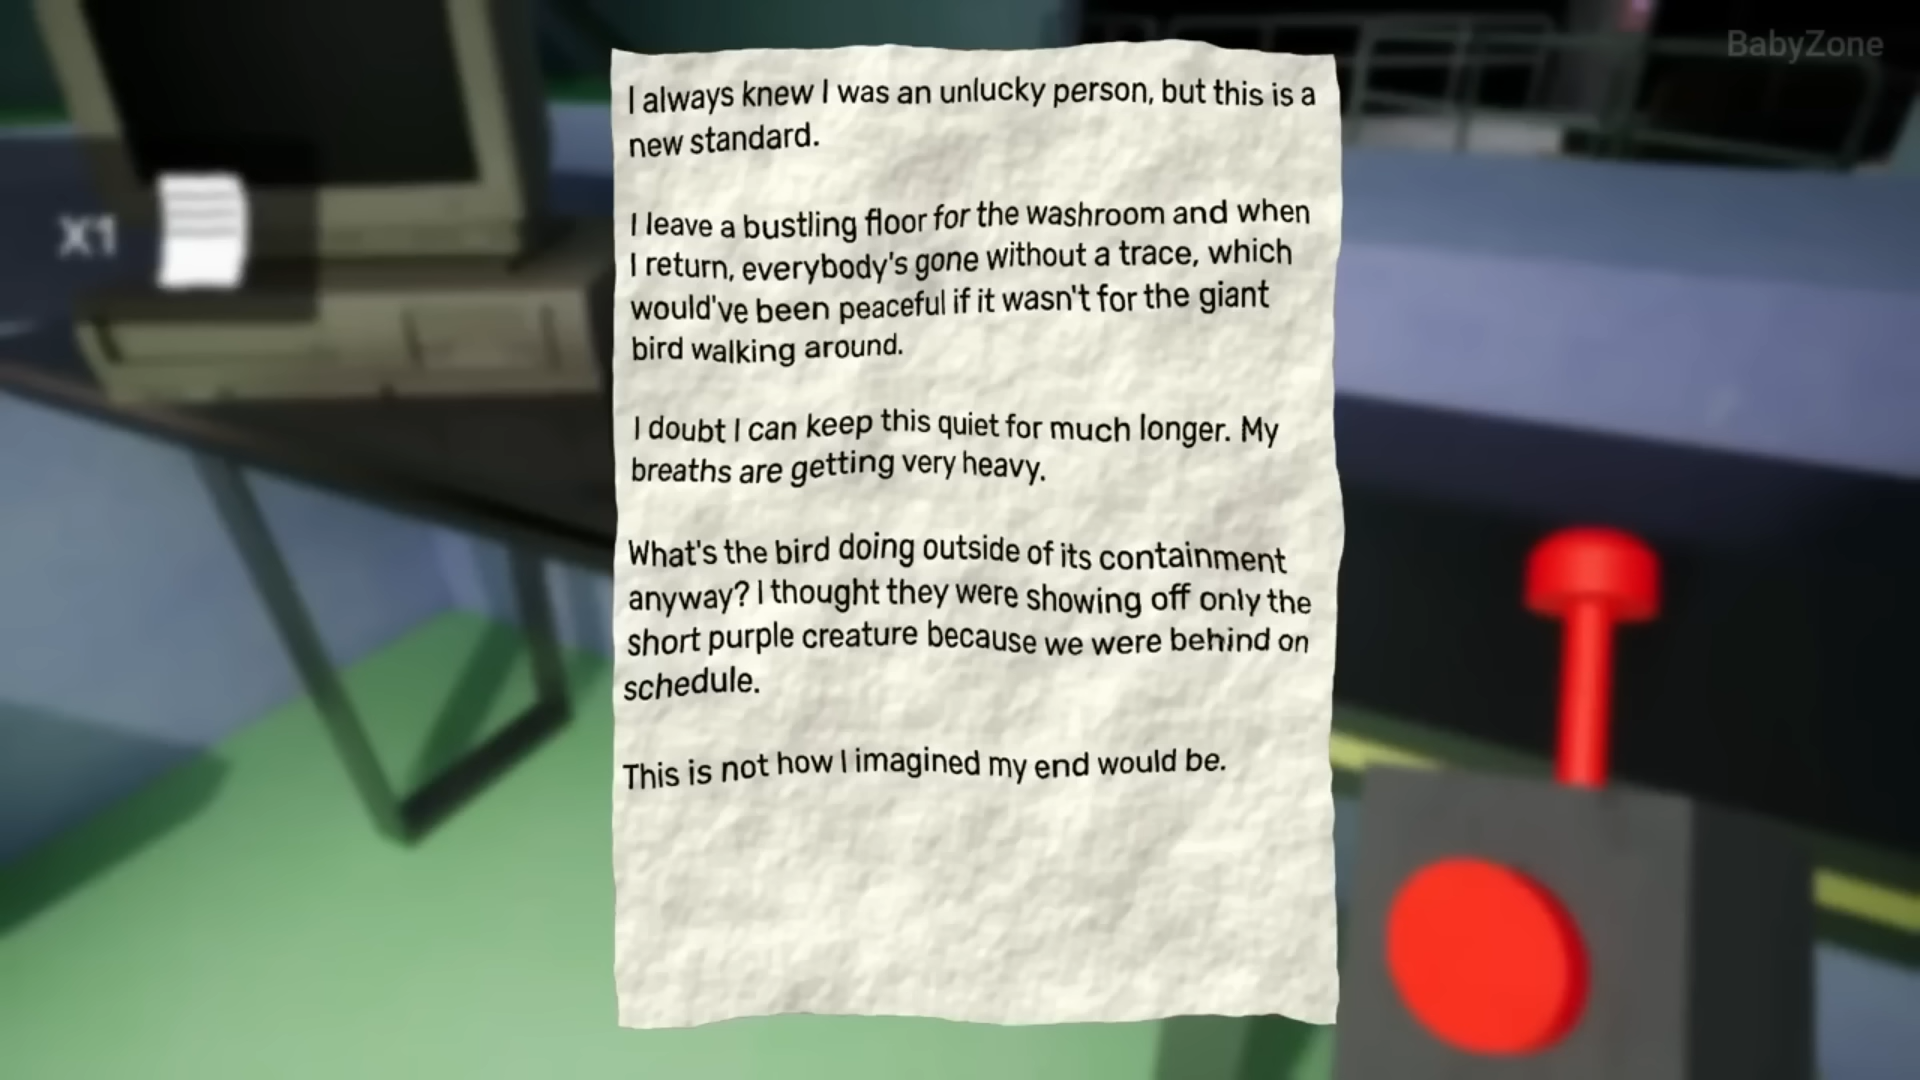 BabyZone
X1
I always knew I was an unlucky person, but this is a
new standard.
I leave a bustling floor for the washroom and when
I return, everybody's gone without a trace, which
would've been peaceful if it wasn't for the giant
bird walking around.
I doubt I can keep this quiet for much longer. My
breaths are getting very heavy.
What's the bird doing outside of its containment
anyway? I thought they were showing off only the
short purple creature because we were behind on
schedule.
This is not how I imagined my end would be.